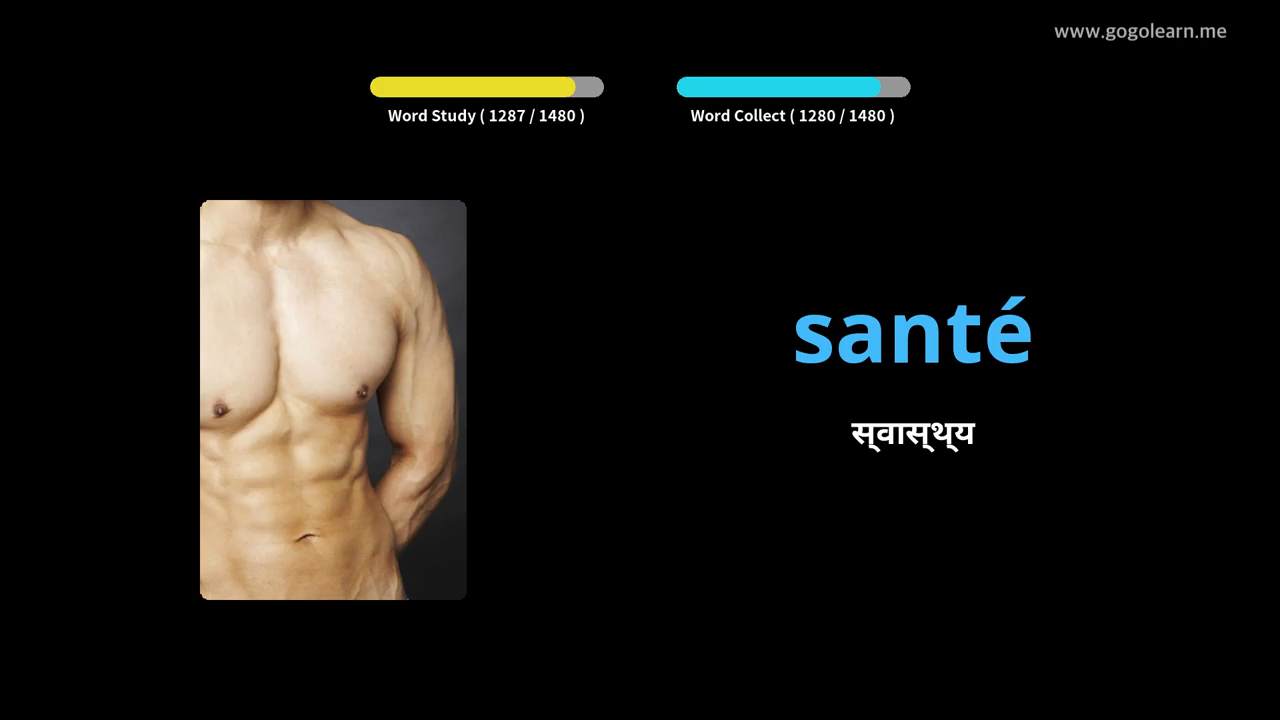 www.gogolearn.me
Word Study ( 1287 / 1480 )
Word Collect ( 1280 / 1480 )
santé
स्वास्थ्य